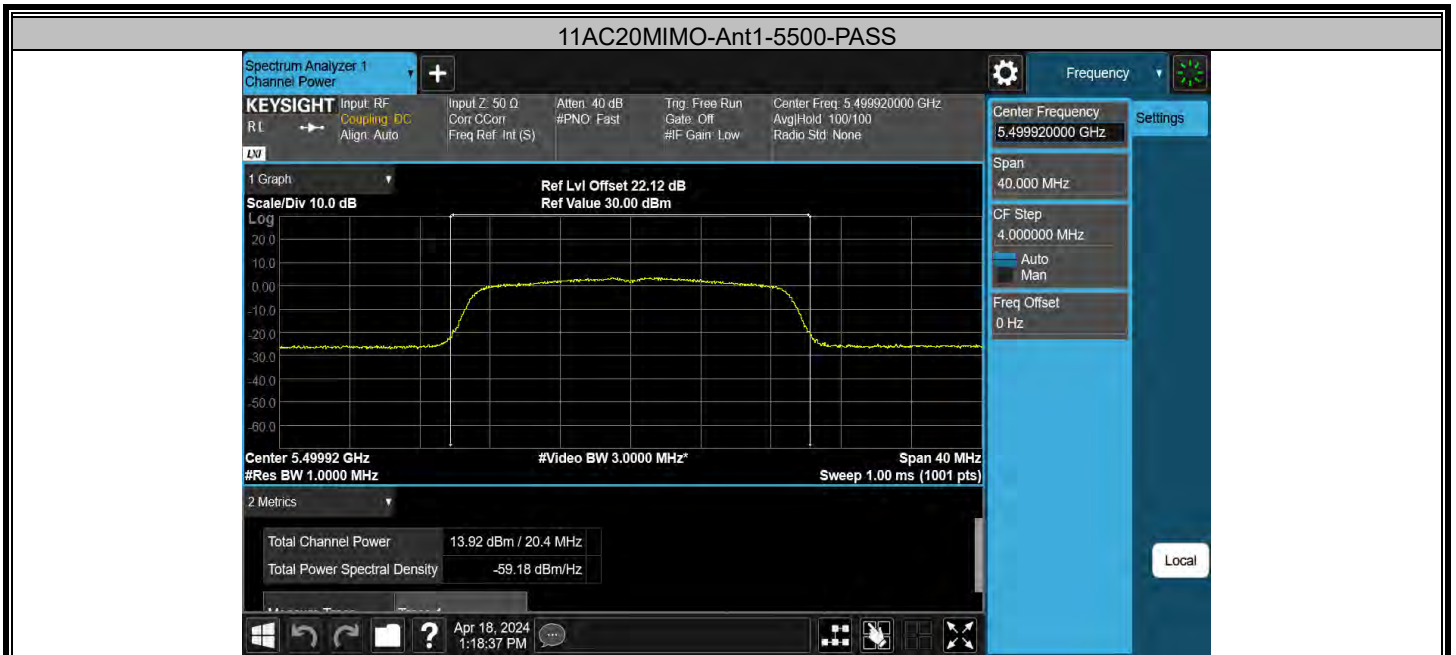 11AC20MIMO-Ant1-5500-PASS
Spectrum Analyzer 1
Channel Power
Frequency
KEYSIGHT
RL
LXI
Input: RF
Coupling: DC
Align: Auto
Input Z: 50 Ω
Corr CCorr
Freq Ref: Int (S)
Atten: 40 dB
#PNO: Fast
Trig: Free Run
Gate: Off
#IF Gain: Low
Center Freq: 5.499920000 GHz
Avg|Hold: 100/100
Radio Std: None
Center Frequency
5.499920000 GHz
Settings
Span
40.000 MHz
CF Step
4.000000 MHz
Auto
Man
Freq Offset
0 Hz
1 Graph
Scale/Div 10.0 dB
Ref Lvl Offset 22.12 dB
Ref Value 30.00 dBm
Log
20.0
10.0
0.00
-10.0
-20.0
-30.0
-40.0
-50.0
-60.0
Center 5.49992 GHz
#Video BW 3.0000 MHz*
Span 40 MHz
#Res BW 1.0000 MHz
Sweep 1.00 ms (1001 pts)
2 Metrics
Total Channel Power 13.92 dBm / 20.4 MHz
Total Power Spectral Density -59.18 dBm/Hz
Local
Apr 18, 2024
1:18:37 PM